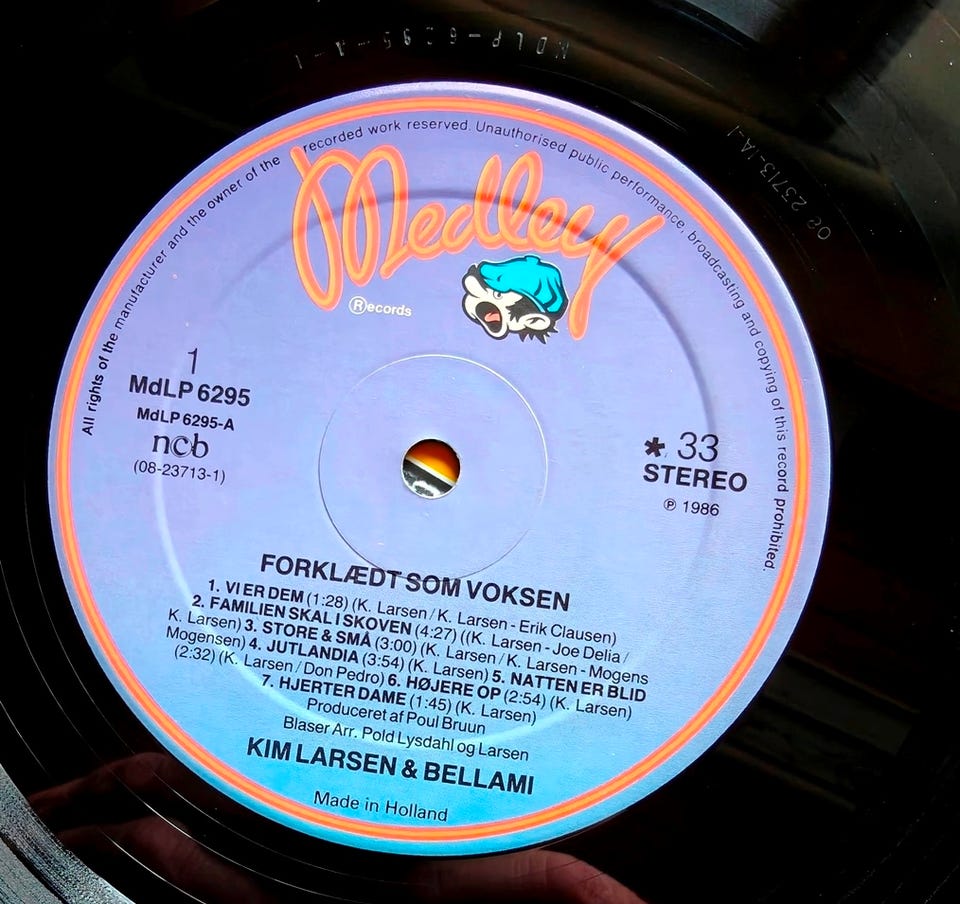 MDLP-6295-A-1
All rights of the manufacturer and the owner of the recorded work reserved. Unauthorised public performance, broadcasting and copying of this record prohibited.
Medley
Ⓡecords
1
MdLP 6295
MdLP 6295-A
ncb
(08-23713-1)
* 33
STEREO
℗ 1986
FORKLÆDT SOM VOKSEN
1. VI ER DEM (1:28) (K. Larsen / K. Larsen - Erik Clausen)
2. FAMILIEN SKAL I SKOVEN (4:27) ((K. Larsen - Joe Delia /
K. Larsen) 3. STORE & SMÅ (3:00) (K. Larsen / K. Larsen - Mogens
Mogensen) 4. JUTLANDIA (3:54) (K. Larsen) 5. NATTEN ER BLID
(2:32) (K. Larsen / Don Pedro) 6. HØJERE OP (2:54) (K. Larsen)
7. HJERTER DAME (1:45) (K. Larsen)
Produceret af Poul Bruun
Blaser Arr. Pold Lysdahl og Larsen
KIM LARSEN & BELLAMI
Made in Holland